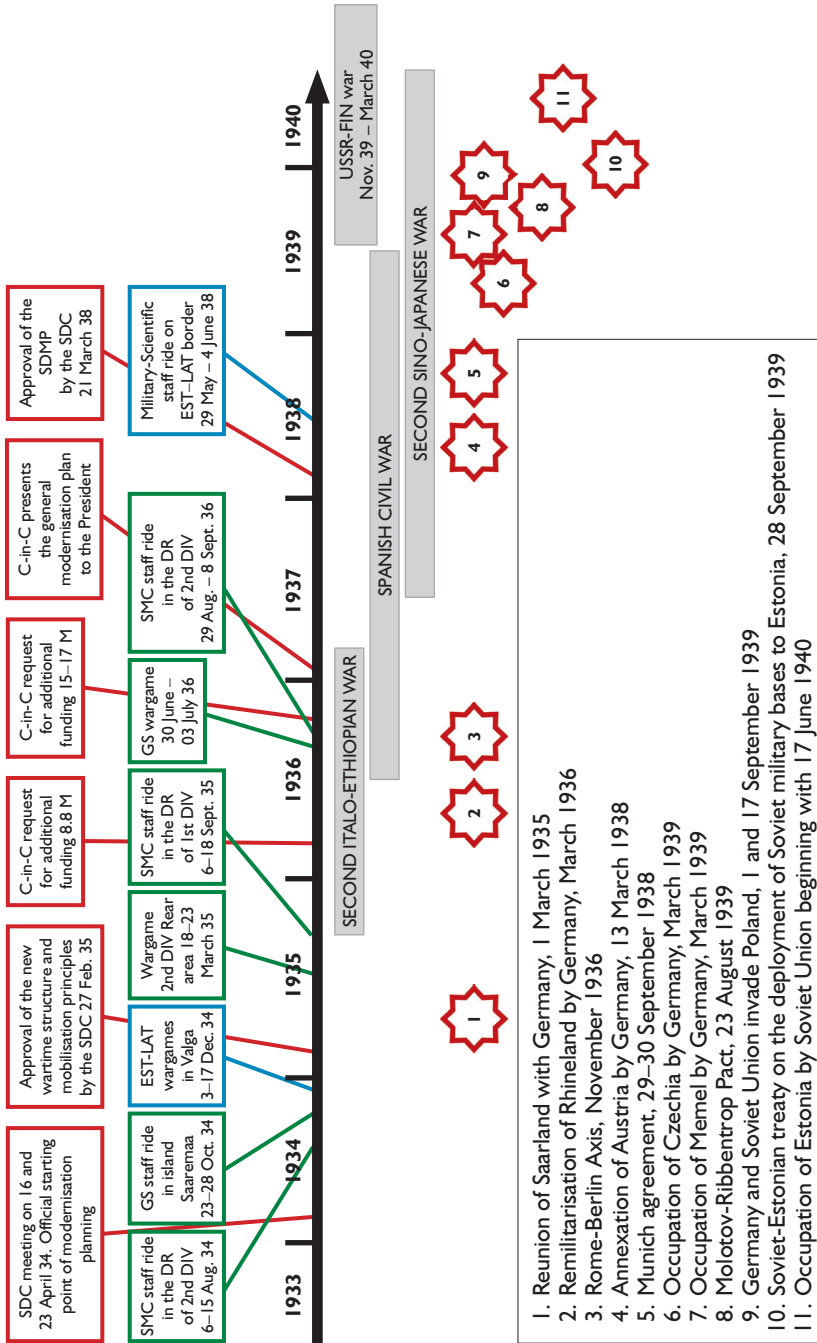 SDC meeting on 16 and
23 April 34. Official starting
point of modernisation
planning
Approval of the new
wartime structure and
mobilisation principles
by the SDC 27 Feb. 35
C-in-C request
for additional
funding 8.8 M
C-in-C request
for additional
funding 15–17 M
C-in-C presents
the general
modernisation plan
to the President
Approval of the
SDMP
by the SDC
21 March 38
SMC staff ride
in the DR
of 2nd DIV
6–15 Aug. 34
GS staff ride
in island
Saaremaa
23–28 Oct. 34
EST-LAT
wargames
in Valga
3–17 Dec. 34
Wargame
2nd DIV Rear
area 18–23
March 35
SMC staff ride
in the DR
of 1st DIV
6–18 Sept. 35
GS wargame
30 June –
03 July 36
SMC staff ride
in the DR
of 2nd DIV
29 Aug. – 8 Sept. 36
Military-Scientific
staff ride on
EST–LAT border
29 May – 4 June 38
1933
1934
1935
1936
1937
1938
1939
1940
SECOND ITALO-ETHIOPIAN WAR
SPANISH CIVIL WAR
SECOND SINO-JAPANESE WAR
USSR-FIN war
Nov. 39 – March 40
1
2
3
4
5
6
7
8
9
10
11
1. Reunion of Saarland with Germany, 1 March 1935
2. Remilitarisation of Rhineland by Germany, March 1936
3. Rome-Berlin Axis, November 1936
4. Annexation of Austria by Germany, 13 March 1938
5. Munich agreement, 29–30 September 1938
6. Occupation of Czechia by Germany, March 1939
7. Occupation of Memel by Germany, March 1939
8. Molotov-Ribbentrop Pact, 23 August 1939
9. Germany and Soviet Union invade Poland, 1 and 17 September 1939
10. Soviet-Estonian treaty on the deployment of Soviet military bases to Estonia, 28 September 1939
11. Occupation of Estonia by Soviet Union beginning with 17 June 1940